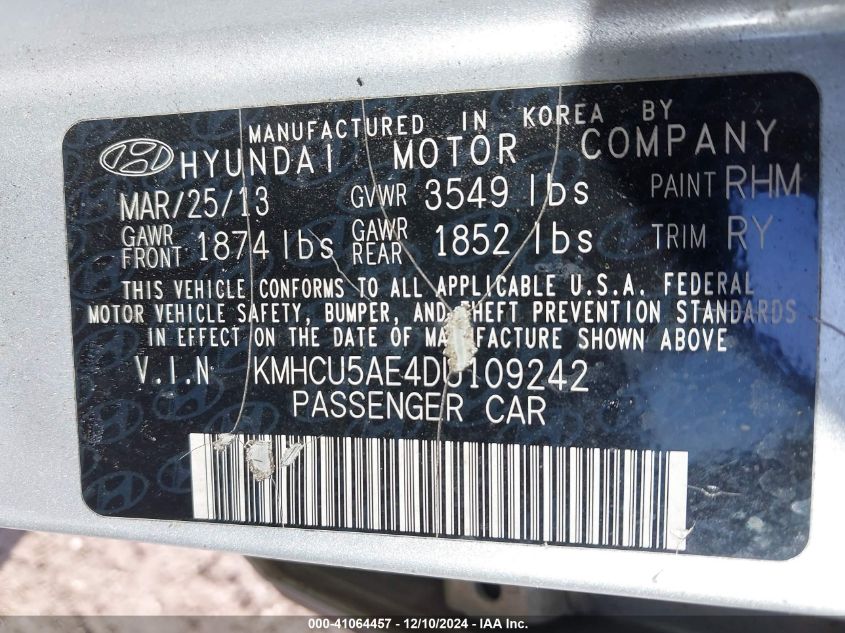 MANUFACTURED IN KOREA BY
HYUNDAI MOTOR COMPANY
MAR/25/13 GVWR 3549 lbs PAINT RHM
GAWR FRONT 1874 lbs GAWR REAR 1852 lbs TRIM RY
THIS VEHICLE CONFORMS TO ALL APPLICABLE U.S.A. FEDERAL
MOTOR VEHICLE SAFETY, BUMPER, AND THEFT PREVENTION STANDARDS
IN EFFECT ON THE DATE OF MANUFACTURE SHOWN ABOVE
V.I.N KMHCU5AE4DU109242
PASSENGER CAR
000-41064457 - 12/10/2024 - IAA Inc.